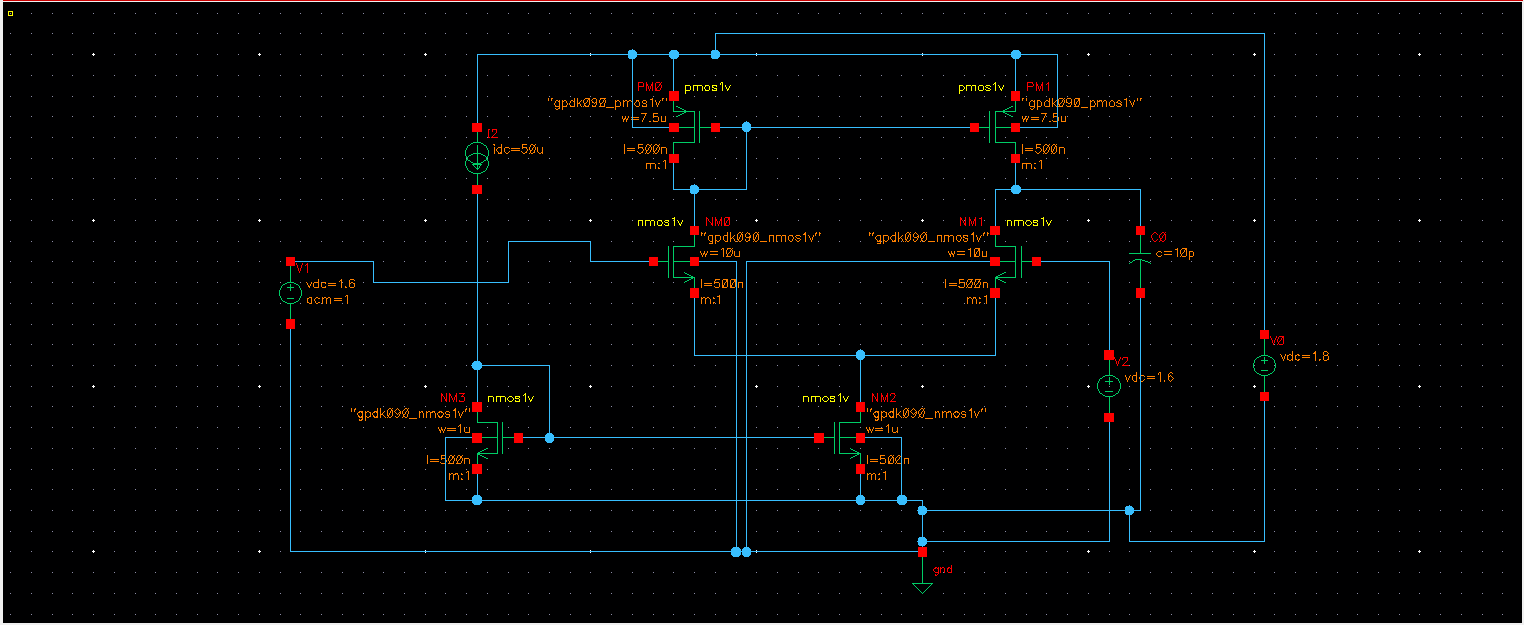 PM0 pmos1v
"gpdk090_pmos1v"
w=7.5u
l=500n
m:1
pmos1v PM1
"gpdk090_pmos1v"
w=7.5u
l=500n
m:1
I2
idc=50u
nmos1v NM0
"gpdk090_nmos1v"
w=10u
l=500n
m:1
NM1 nmos1v
"gpdk090_nmos1v"
w=10u
l=500n
m:1
C0
c=10p
V1
vdc=1.6
acm=1
V0
vdc=1.8
V2
vdc=1.6
NM3 nmos1v
"gpdk090_nmos1v"
w=1u
l=500n
m:1
nmos1v NM2
"gpdk090_nmos1v"
w=1u
l=500n
m:1
gnd